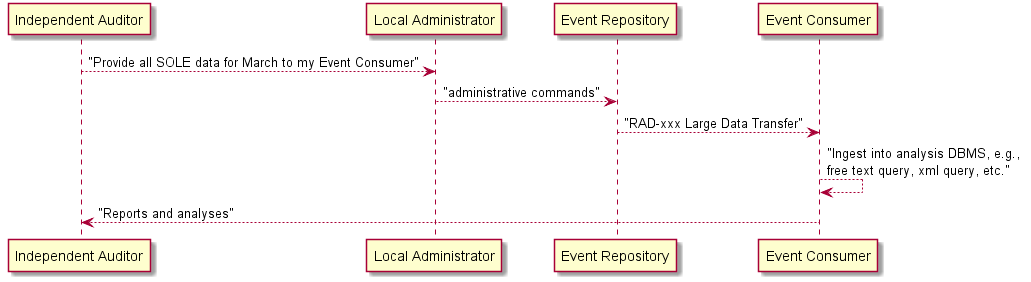 Independent Auditor
Local Administrator
Event Repository
Event Consumer
"Provide all SOLE data for March to my Event Consumer"
"administrative commands"
"RAD-xxx Large Data Transfer"
"Ingest into analysis DBMS, e.g.,
free text query, xml query, etc."
"Reports and analyses"
Independent Auditor
Local Administrator
Event Repository
Event Consumer